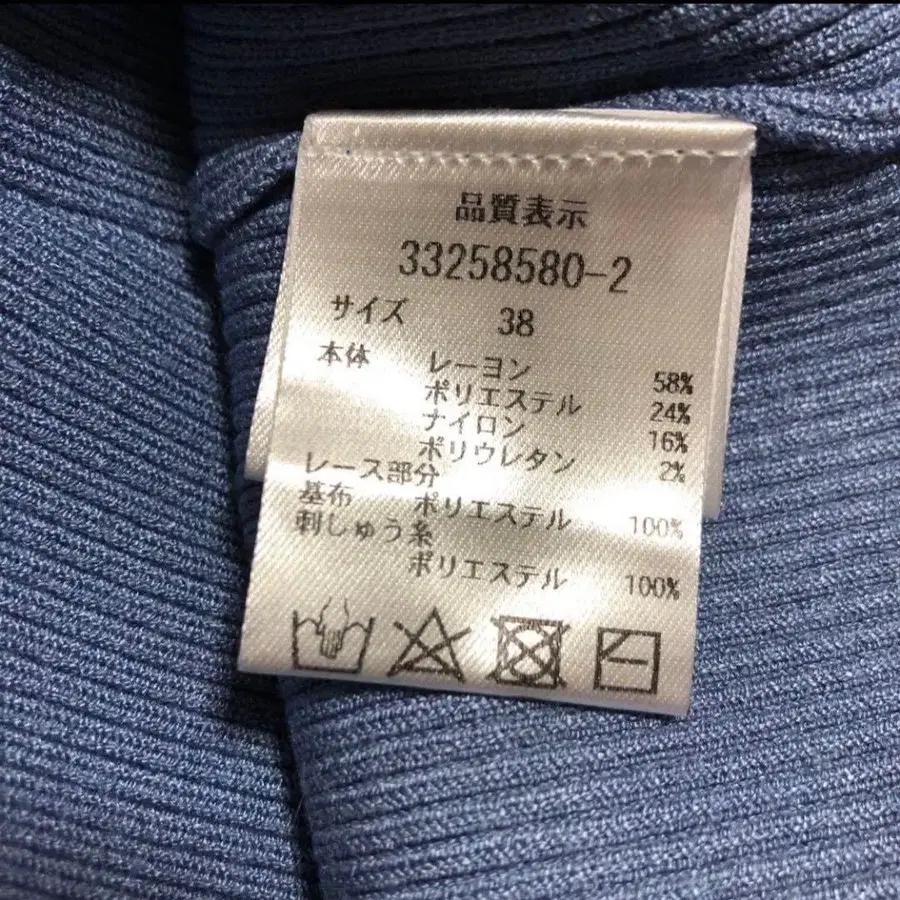 品質表示
33258580-2
サイズ 38
本体 レーヨン 58%
ポリエステル 24%
ナイロン 16%
ポリウレタン 2%
レース部分
基布 ポリエステル 100%
刺しゅう糸
ポリエステル 100%